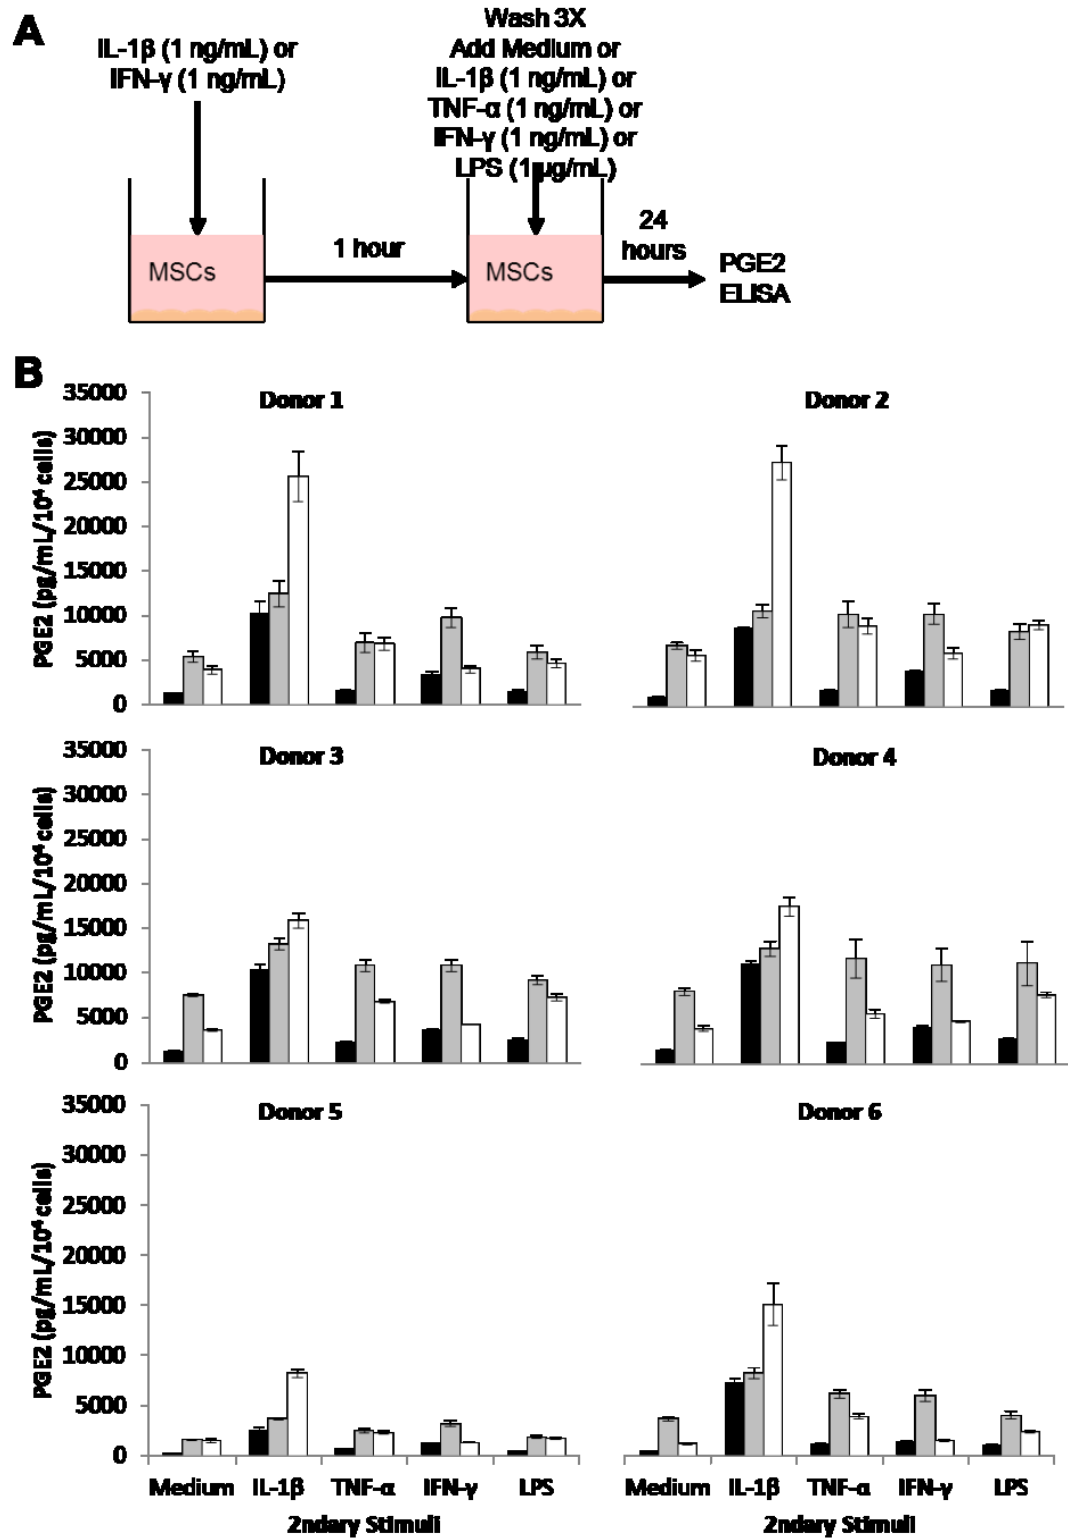 A
IL-1β (1 ng/mL) or
IFN-γ (1 ng/mL)
Wash 3X
Add Medium or
IL-1β (1 ng/mL) or
TNF-α (1 ng/mL) or
IFN-γ (1 ng/mL) or
LPS (1µg/mL)
MSCs
1 hour
MSCs
24
hours
PGE2
ELISA
B
Donor 1
PGE2 (pg/mL/10⁴ cells)
35000
30000
25000
20000
15000
10000
5000
0
Donor 2
Donor 3
PGE2 (pg/mL/10⁴ cells)
35000
30000
25000
20000
15000
10000
5000
0
Donor 4
Donor 5
PGE2 (pg/mL/10⁴ cells)
35000
30000
25000
20000
15000
10000
5000
0
Donor 6
Medium IL-1β TNF-α IFN-γ LPS
2ndary Stimuli
Medium IL-1β TNF-α IFN-γ LPS
2ndary Stimuli